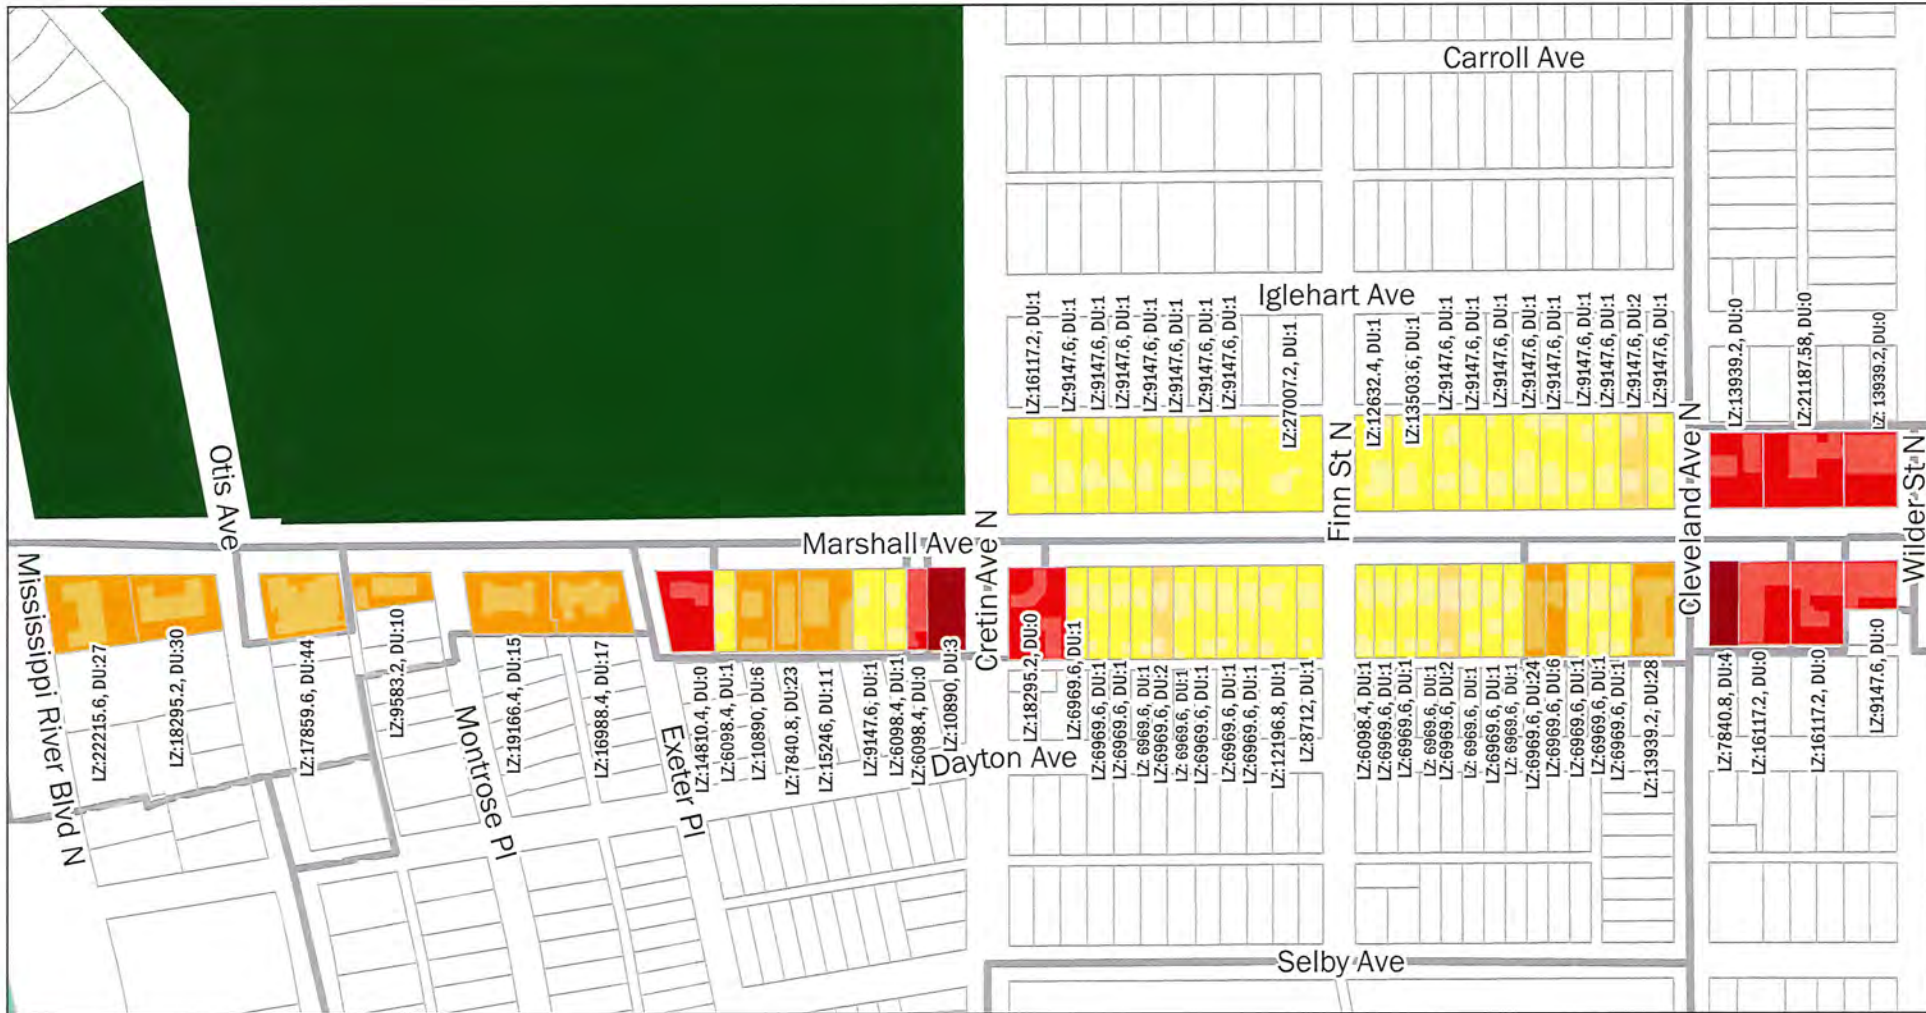 Carroll Ave
Iglehart Ave
LZ:16117.2, DU:1
LZ:9147.6, DU:1
LZ:9147.6, DU:1
LZ:9147.6, DU:1
LZ:9147.6, DU:1
LZ:9147.6, DU:1
LZ:9147.6, DU:1
LZ:9147.6, DU:1
LZ:27007.2, DU:1
LZ:12632.4, DU:1
LZ:13503.6, DU:1
LZ:9147.6, DU:1
LZ:9147.6, DU:1
LZ:9147.6, DU:1
LZ:9147.6, DU:1
LZ:9147.6, DU:1
LZ:9147.6, DU:1
LZ:9147.6, DU:1
LZ:9147.6, DU:2
LZ:9147.6, DU:1
LZ:13939.2, DU:0
LZ:21187.58, DU:0
LZ: 13939.2, DU:0
Otis Ave
Finn St N
Cleveland Ave N
Wilder St N
Marshall Ave
Cretin Ave N
Mississippi River Blvd N
LZ:22215.6, DU:27
LZ:18295.2, DU:30
LZ:17859.6, DU:44
LZ:9583.2, DU:10
Montrose Pl
LZ:19166.4, DU:15
LZ:16988.4, DU:17
Exeter Pl
LZ:14810.4, DU:0
LZ:6098.4, DU:1
LZ:10890, DU:6
LZ:7840.8, DU:23
LZ:15246, DU:11
LZ:9147.6, DU:1
LZ:6098.4, DU:1
LZ:6098.4, DU:0
LZ:10890, DU:3
LZ:18295.2, DU:0
LZ:6969.6, DU:1
LZ:6969.6, DU:1
LZ:6969.6, DU:1
LZ:6969.6, DU:1
LZ:6969.6, DU:2
LZ: 6969.6, DU:1
LZ:6969.6, DU:1
LZ:6969.6, DU:1
LZ:6969.6, DU:1
LZ:12196.8, DU:1
LZ:8712, DU:1
LZ:6098.4, DU:1
LZ:6969.6, DU:1
LZ:6969.6, DU:1
LZ: 6969.6, DU:1
LZ:6969.6, DU:2
LZ: 6969.6, DU:1
LZ:6969.6, DU:1
LZ: 6969.6, DU:1
LZ:6969.6, DU:24
LZ:6969.6, DU:6
LZ:6969.6, DU:1
LZ:6969.6, DU:1
LZ:6969.6, DU:1
LZ:13939.2, DU:28
LZ:7840.8, DU:4
LZ:16117.2, DU:0
LZ:16117.2, DU:0
LZ:9147.6, DU:0
Dayton Ave
Selby Ave